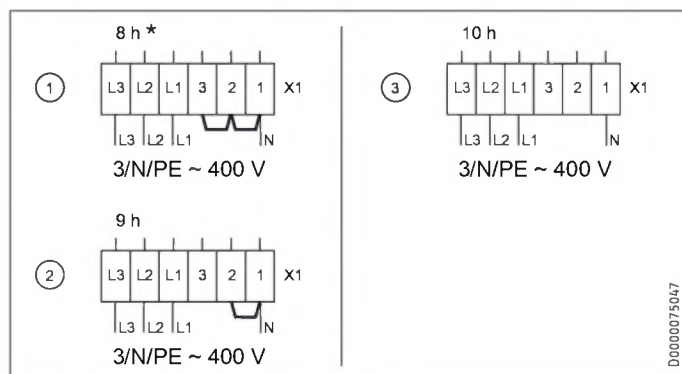 8 h *
1
L3 L2 L1 3 2 1 X1
L3 L2 L1 N
3/N/PE ~ 400 V
9 h
2
L3 L2 L1 3 2 1 X1
L3 L2 L1 N
3/N/PE ~ 400 V
10 h
3
L3 L2 L1 3 2 1 X1
L3 L2 L1 N
3/N/PE ~ 400 V
D0000075047